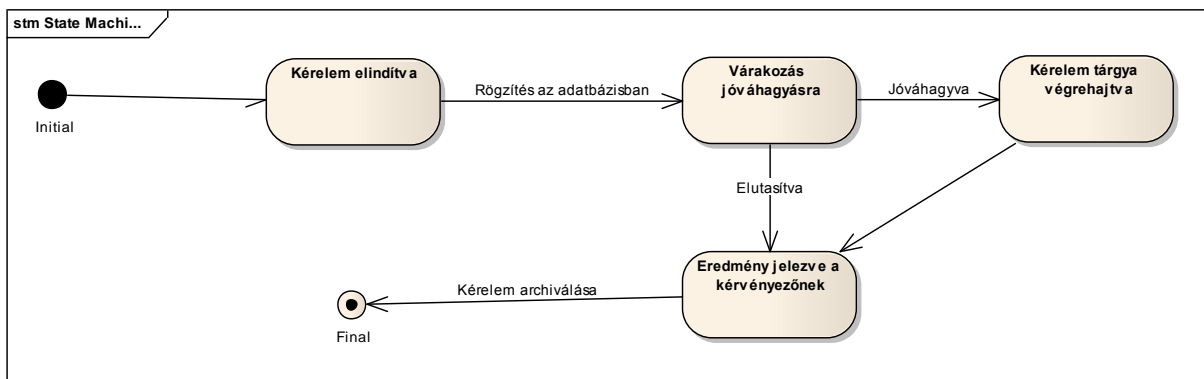 stm State Machi...
Kérelem elindítva
Rögzítés az adatbázisban
Várakozás
jóváhagyásra
Jóváhagyva
Kérelem tárgya
végrehajtva
Initial
Elutasítva
Eredmény jelezve a
kérvényezőnek
Kérelem archiválása
Final